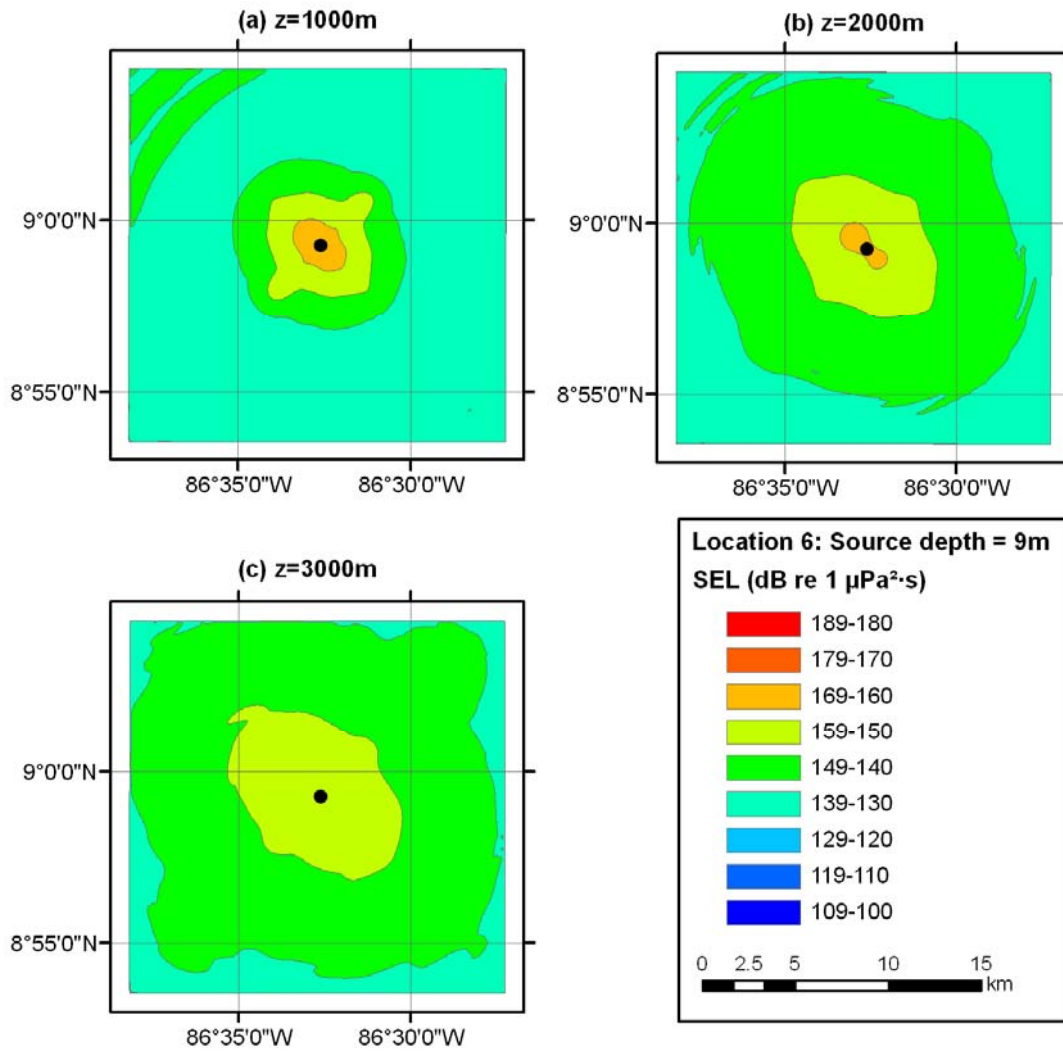 (a) z=1000m
(b) z=2000m
9°0'0"N
8°55'0"N
86°35'0"W 86°30'0"W
9°0'0"N
8°55'0"N
86°35'0"W 86°30'0"W
(c) z=3000m
9°0'0"N
8°55'0"N
86°35'0"W 86°30'0"W
Location 6: Source depth = 9m
SEL (dB re 1 µPa²·s)
189-180
179-170
169-160
159-150
149-140
139-130
129-120
119-110
109-100
0 2.5 5 10 15
km